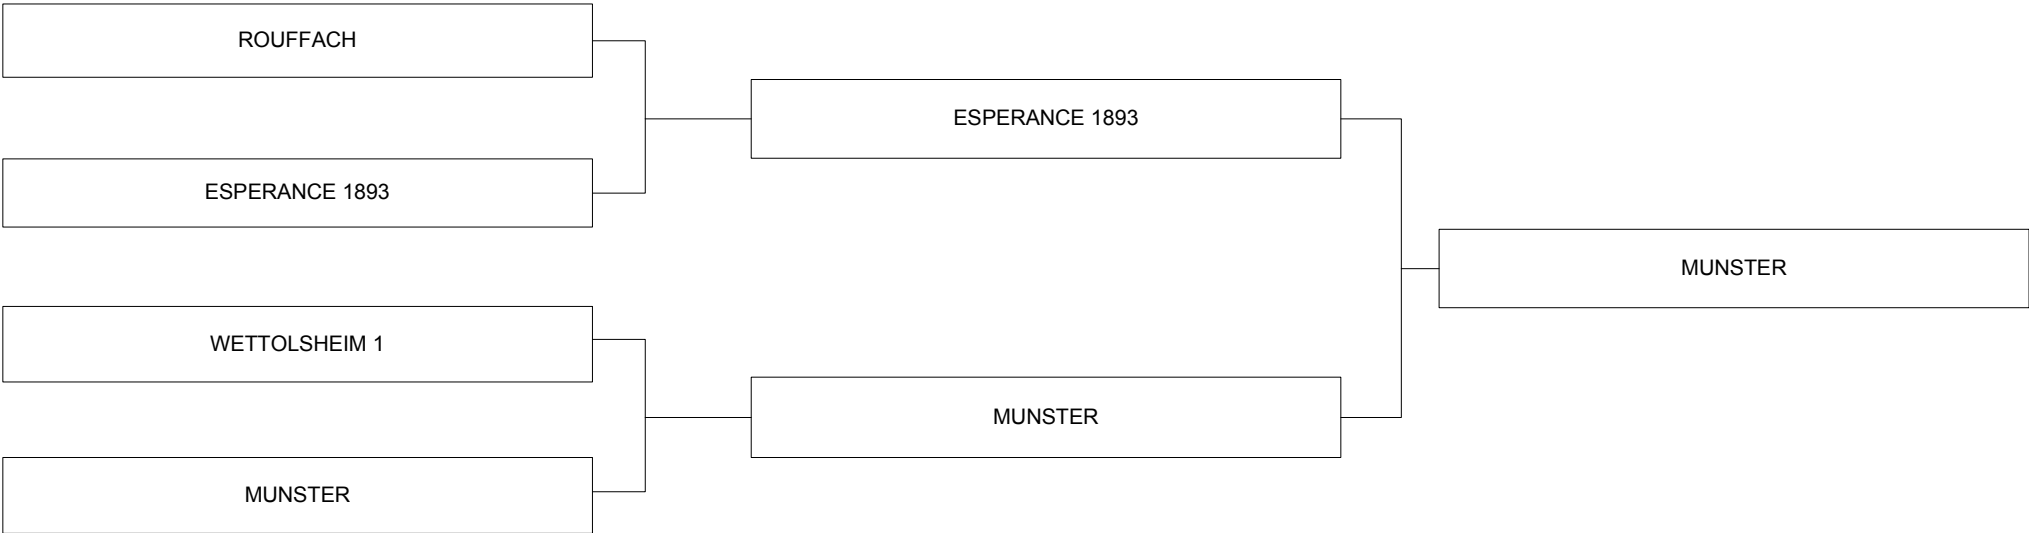 ROUFFACH
ESPERANCE 1893
WETTOLSHEIM 1
MUNSTER
ESPERANCE 1893
MUNSTER
MUNSTER